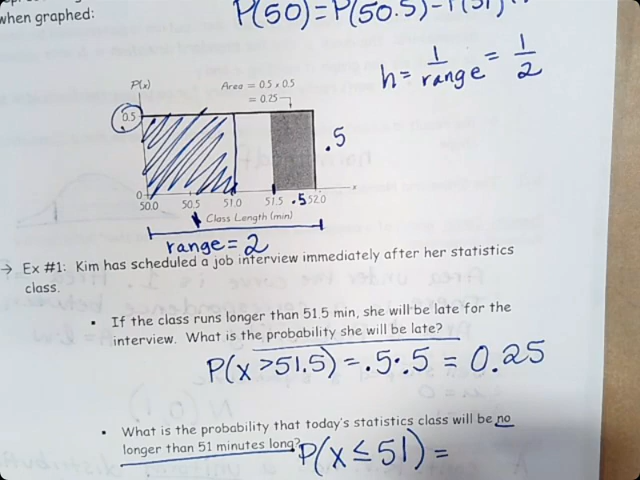 when graphed:
P(50)=P(50.5)-P(51)
h = 1/range = 1/2
P(x)
Area = 0.5 x 0.5
= 0.25
0.5
.5
0
50.0 50.5 51.0 51.5 .5 52.0 x
Class Length (min)
range = 2
→ Ex #1: Kim has scheduled a job interview immediately after her statistics
class.
• If the class runs longer than 51.5 min, she will be late for the
interview. What is the probability she will be late?
P(x >51.5) = .5·.5 = 0.25
• What is the probability that today's statistics class will be no
longer than 51 minutes long?
P(x ≤ 51) =